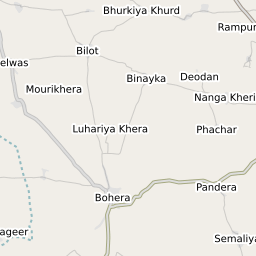 Bhurkiya Khurd
Rampur
Bilot
elwas
Binayka
Deodan
Mourikhera
Nanga Kheri
Luhariya Khera
Phachar
Pandera
Bohera
ageer
Semaliya